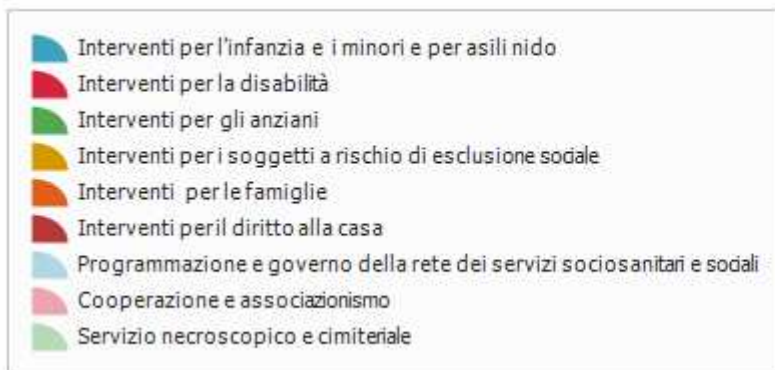 Interventi per l'infanzia e i minori e per asili nido
Interventi per la disabilità
Interventi per gli anziani
Interventi per i soggetti a rischio di esclusione sociale
Interventi per le famiglie
Interventi per il diritto alla casa
Programmazione e governo della rete dei servizi sociosanitari e sociali
Cooperazione e associazionismo
Servizio necroscopico e cimiteriale